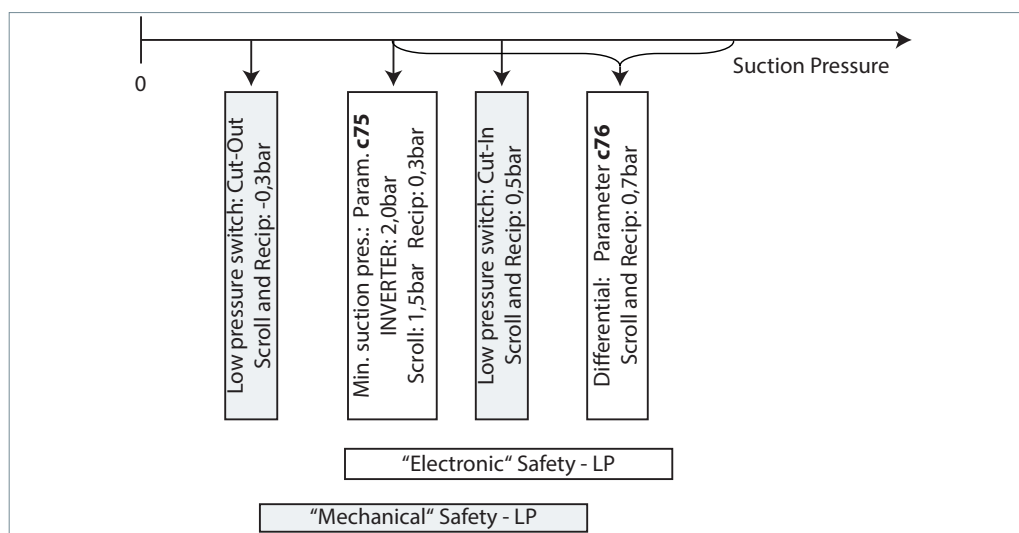 0
Suction Pressure
Low pressure switch: Cut-Out
Scroll and Recip: -0,3bar
Min. suction pres.: Param. c75
INVERTER: 2,0bar
Scroll: 1,5bar Recip: 0,3bar
Low pressure switch: Cut-In
Scroll and Recip: 0,5bar
Differential: Parameter c76
Scroll and Recip: 0,7bar
“Electronic“ Safety - LP
“Mechanical“ Safety - LP